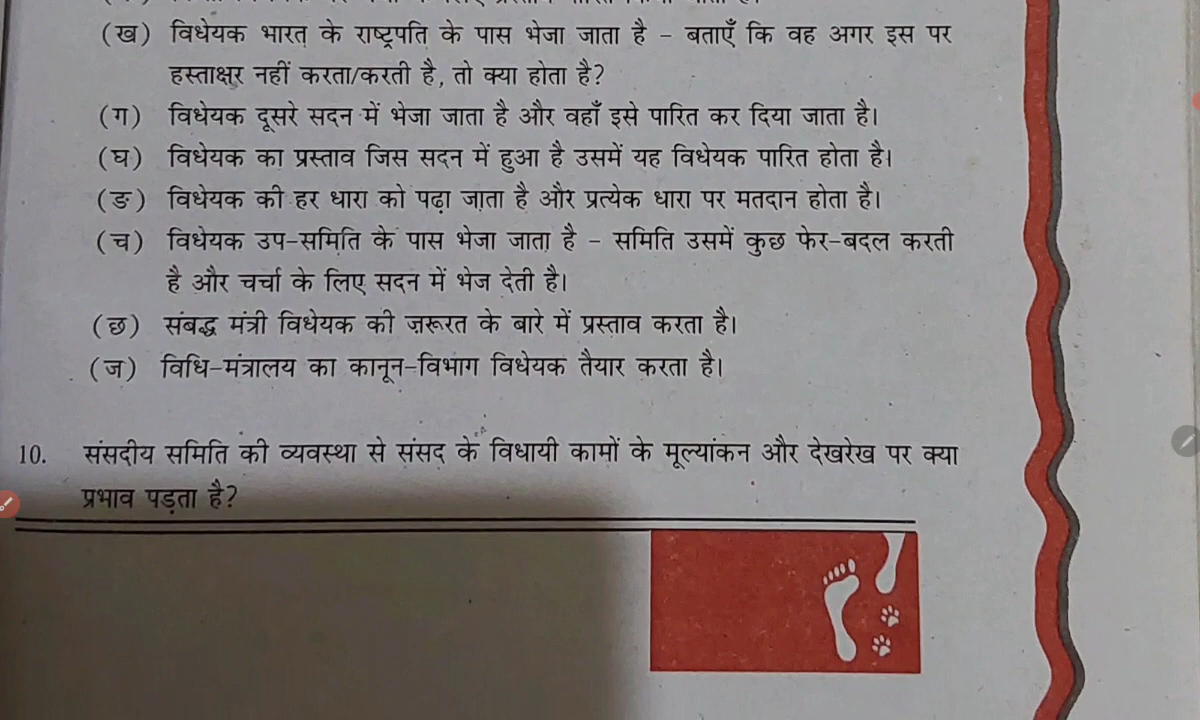 (ख) विधेयक भारत के राष्ट्रपति के पास भेजा जाता है - बताएँ कि वह अगर इस पर
हस्ताक्षर नहीं करता/करती है, तो क्या होता है?
(ग) विधेयक दूसरे सदन में भेजा जाता है और वहाँ इसे पारित कर दिया जाता है।
(घ) विधेयक का प्रस्ताव जिस सदन में हुआ है उसमें यह विधेयक पारित होता है।
(ङ) विधेयक की हर धारा को पढ़ा जाता है और प्रत्येक धारा पर मतदान होता है।
(च) विधेयक उप-समिति के पास भेजा जाता है - समिति उसमें कुछ फेर-बदल करती
है और चर्चा के लिए सदन में भेज देती है।
(छ) संबद्ध मंत्री विधेयक की ज़रूरत के बारे में प्रस्ताव करता है।
(ज) विधि-मंत्रालय का कानून-विभाग विधेयक तैयार करता है।
10. संसदीय समिति की व्यवस्था से संसद के विधायी कामों के मूल्यांकन और देखरेख पर क्या
प्रभाव पड़ता है?